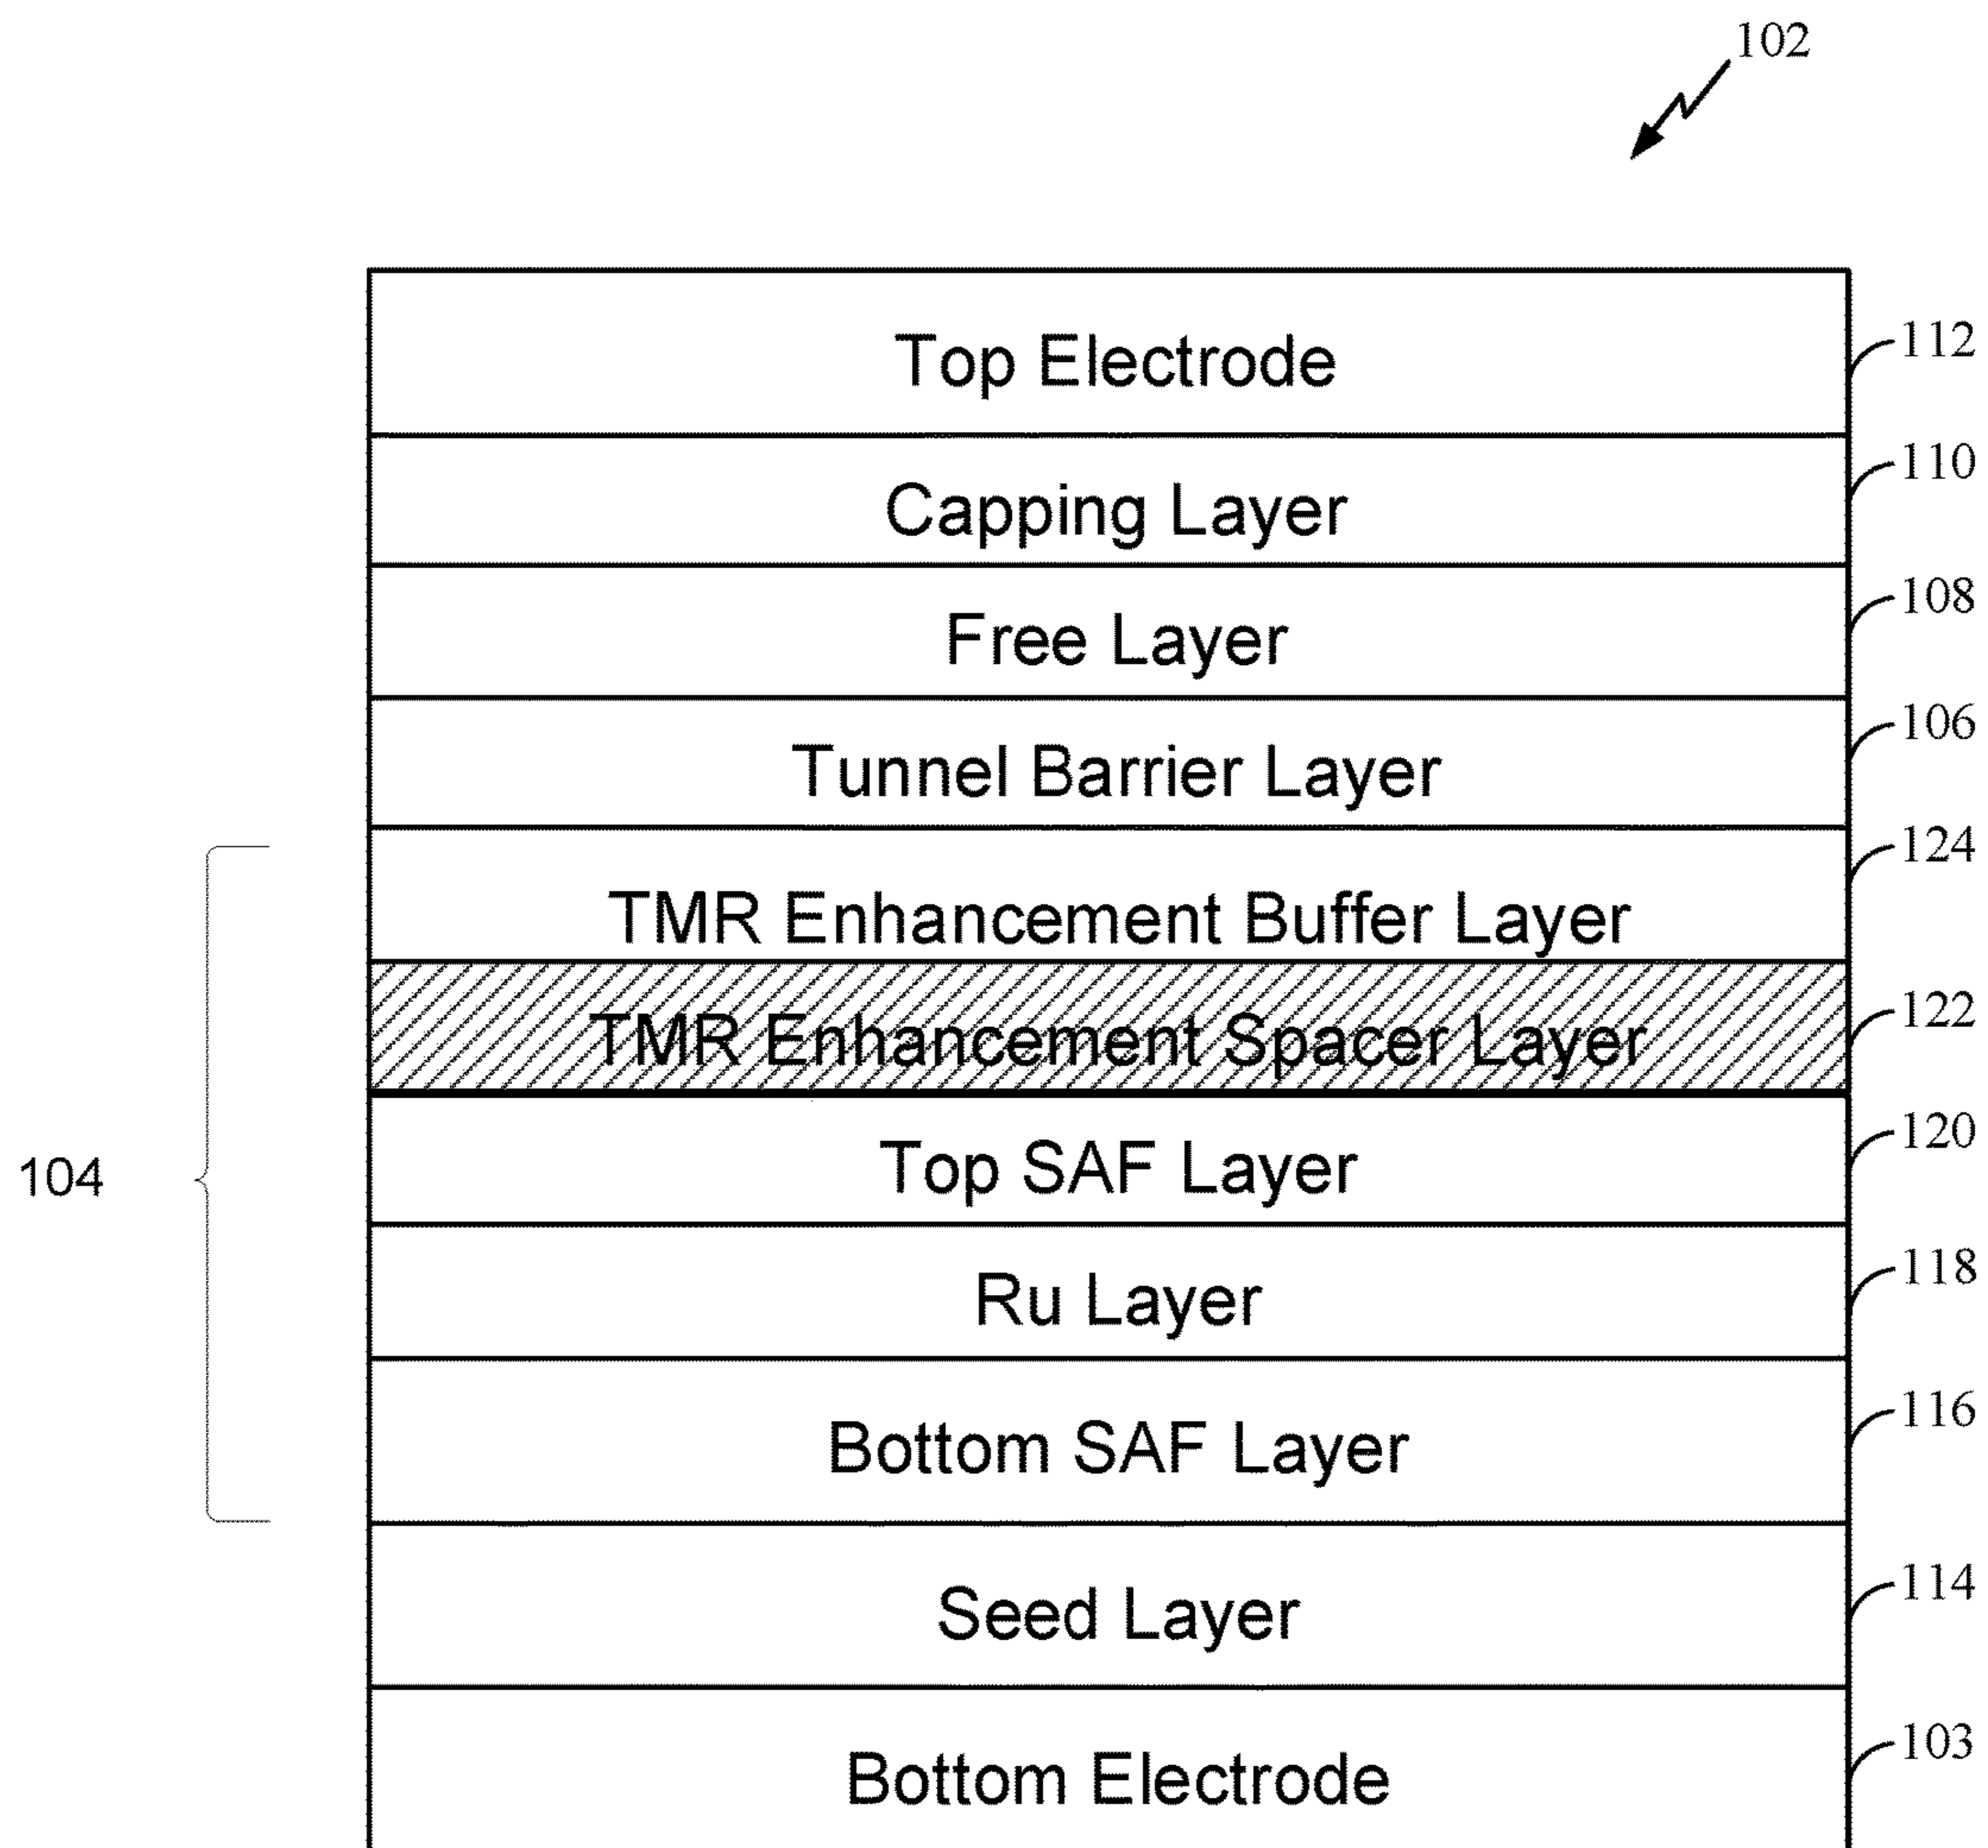 102
Top Electrode 112
Capping Layer 110
Free Layer 108
Tunnel Barrier Layer 106
TMR Enhancement Buffer Layer 124
TMR Enhancement Spacer Layer 122
Top SAF Layer 120
104
Ru Layer 118
Bottom SAF Layer 116
Seed Layer 114
Bottom Electrode 103